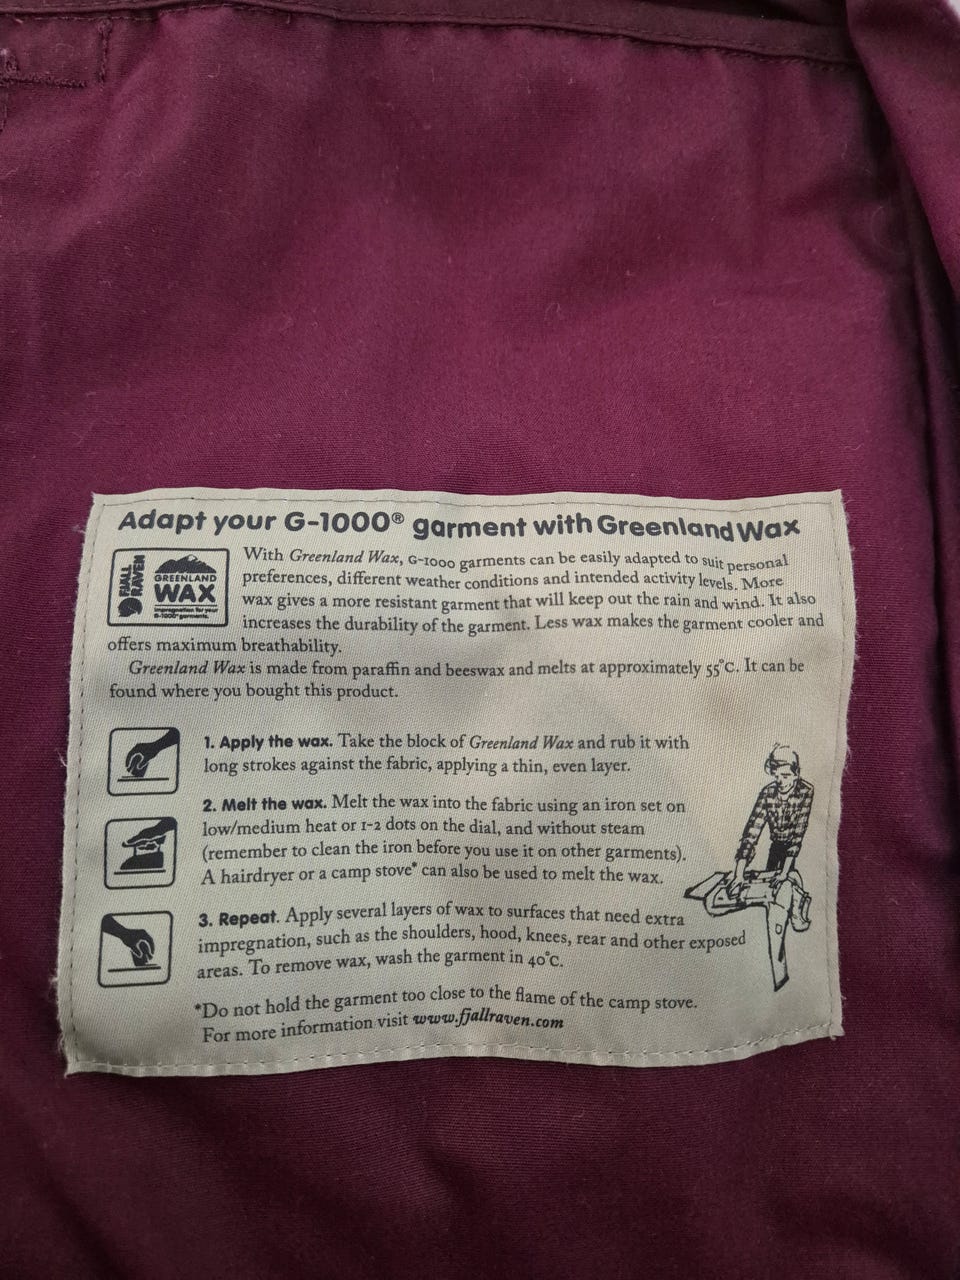 Adapt your G-1000® garment with Greenland Wax
FJÄLL
RÄVEN
GREENLAND
WAX
impregnation for your
G-1000® garments.
With Greenland Wax, G-1000 garments can be easily adapted to suit personal
preferences, different weather conditions and intended activity levels. More
wax gives a more resistant garment that will keep out the rain and wind. It also
increases the durability of the garment. Less wax makes the garment cooler and
offers maximum breathability.
Greenland Wax is made from paraffin and beeswax and melts at approximately 55°C. It can be
found where you bought this product.
1. Apply the wax. Take the block of Greenland Wax and rub it with
long strokes against the fabric, applying a thin, even layer.
2. Melt the wax. Melt the wax into the fabric using an iron set on
low/medium heat or 1-2 dots on the dial, and without steam
(remember to clean the iron before you use it on other garments).
A hairdryer or a camp stove* can also be used to melt the wax.
3. Repeat. Apply several layers of wax to surfaces that need extra
impregnation, such as the shoulders, hood, knees, rear and other exposed
areas. To remove wax, wash the garment in 40°C.
*Do not hold the garment too close to the flame of the camp stove.
For more information visit www.fjallraven.com